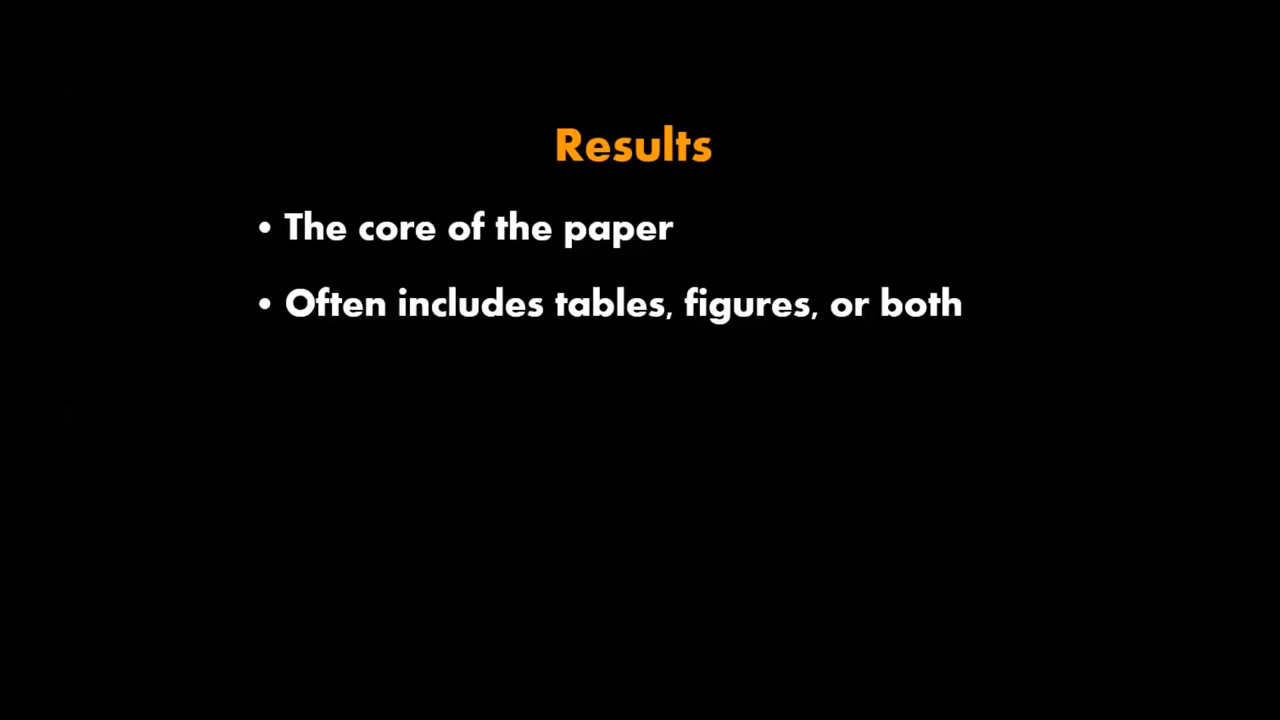 Results
• The core of the paper
• Often includes tables, figures, or both